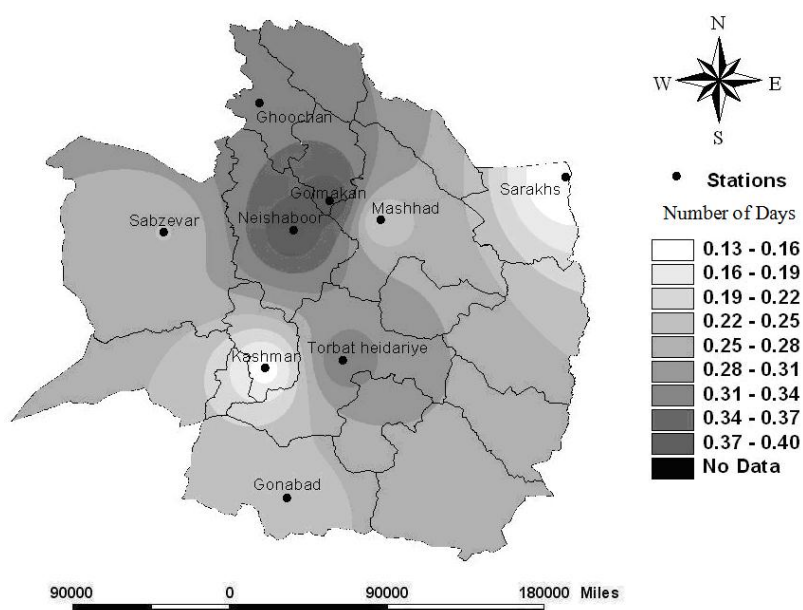 N
W E
S
Ghoochan
Golmakan
Sarakhs
Stations
Mashhad
Neishaboor
Sabzevar
Number of Days
0.13 - 0.16
0.16 - 0.19
0.19 - 0.22
0.22 - 0.25
0.25 - 0.28
0.28 - 0.31
0.31 - 0.34
0.34 - 0.37
0.37 - 0.40
No Data
Torbat heidariye
Kashman
Gonabad
90000 0 90000 180000 Miles